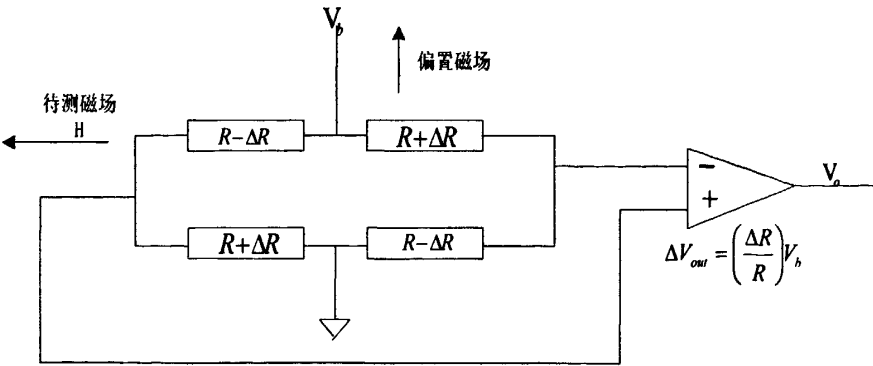 V_b
偏置磁场
待测磁场
H
R-ΔR
R+ΔR
R+ΔR
R-ΔR
-
+
V_o
ΔV_out = (ΔR/R)V_b